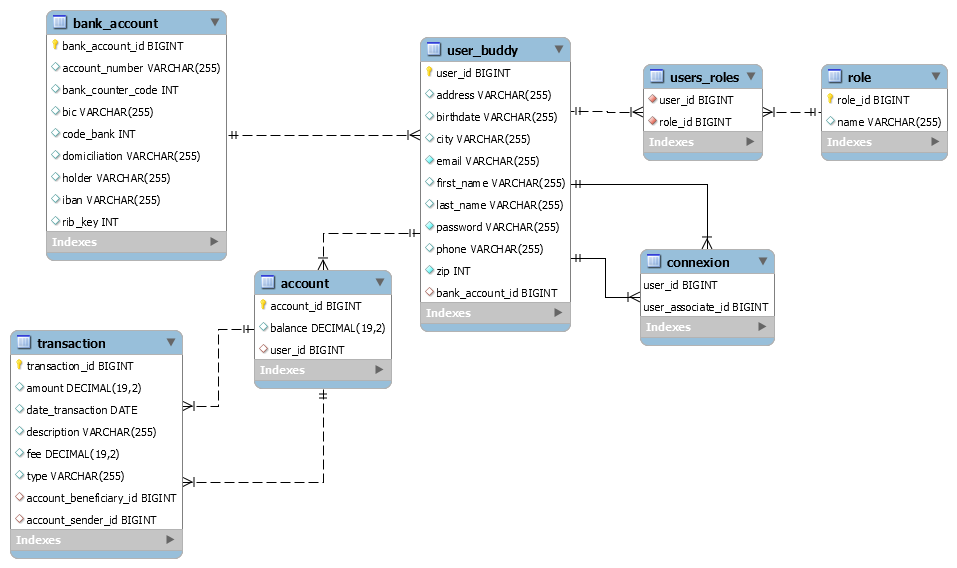 bank_account
bank_account_id BIGINT
account_number VARCHAR(255)
bank_counter_code INT
bic VARCHAR(255)
code_bank INT
domiciliation VARCHAR(255)
holder VARCHAR(255)
iban VARCHAR(255)
rib_key INT
Indexes
user_buddy
user_id BIGINT
address VARCHAR(255)
birthdate VARCHAR(255)
city VARCHAR(255)
email VARCHAR(255)
first_name VARCHAR(255)
last_name VARCHAR(255)
password VARCHAR(255)
phone VARCHAR(255)
zip INT
bank_account_id BIGINT
Indexes
users_roles
user_id BIGINT
role_id BIGINT
Indexes
role
role_id BIGINT
name VARCHAR(255)
Indexes
connexion
user_id BIGINT
user_associate_id BIGINT
Indexes
account
account_id BIGINT
balance DECIMAL(19,2)
user_id BIGINT
Indexes
transaction
transaction_id BIGINT
amount DECIMAL(19,2)
date_transaction DATE
description VARCHAR(255)
fee DECIMAL(19,2)
type VARCHAR(255)
account_beneficiary_id BIGINT
account_sender_id BIGINT
Indexes